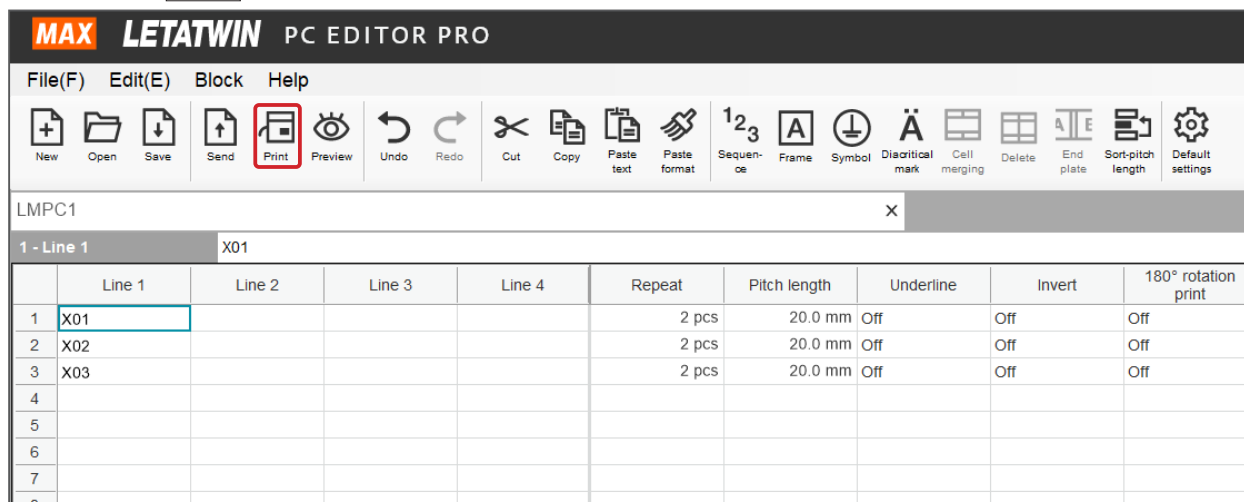 MAX LETATWIN PC EDITOR PRO
File(F) Edit(E) Block Help
New Open Save Send Print Preview Undo Redo Cut Copy Paste text Paste format Sequen-ce Frame Symbol Diacritical mark Cell merging Delete End plate Sort-pitch length Default settings
LMPC1 ×
1 - Line 1 X01
Line 1 Line 2 Line 3 Line 4 Repeat Pitch length Underline Invert 180° rotation print
1 X01 2 pcs 20.0 mm Off Off Off
2 X02 2 pcs 20.0 mm Off Off Off
3 X03 2 pcs 20.0 mm Off Off Off
4
5
6
7